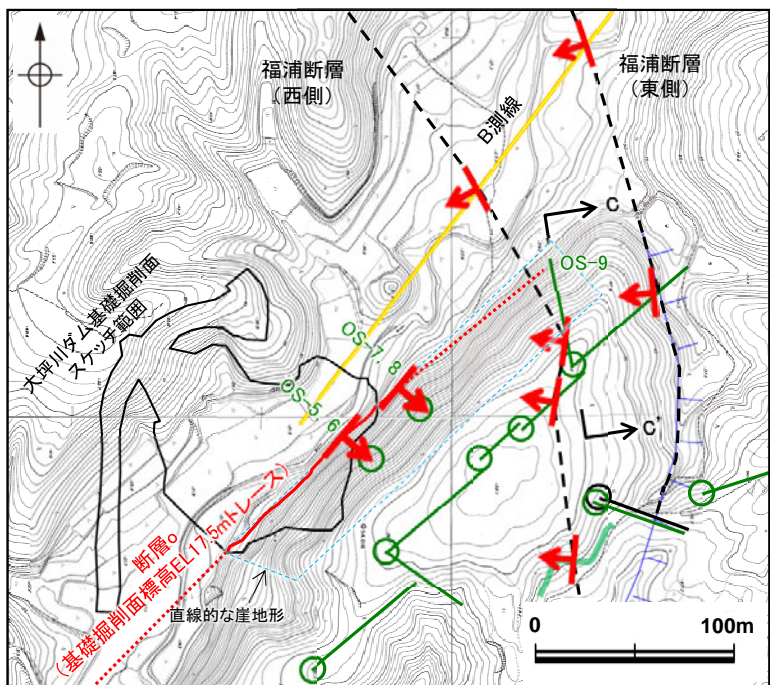 福浦断層
(西側)
福浦断層
(東側)
B測線
C
OS-9
大坪川ダム基礎掘削面
スケッチ範囲
OS-7, 8
OS-5, 6
C'
断層o
(基礎掘削面標高EL17.5mトレース)
直線的な崖地形
0
100m